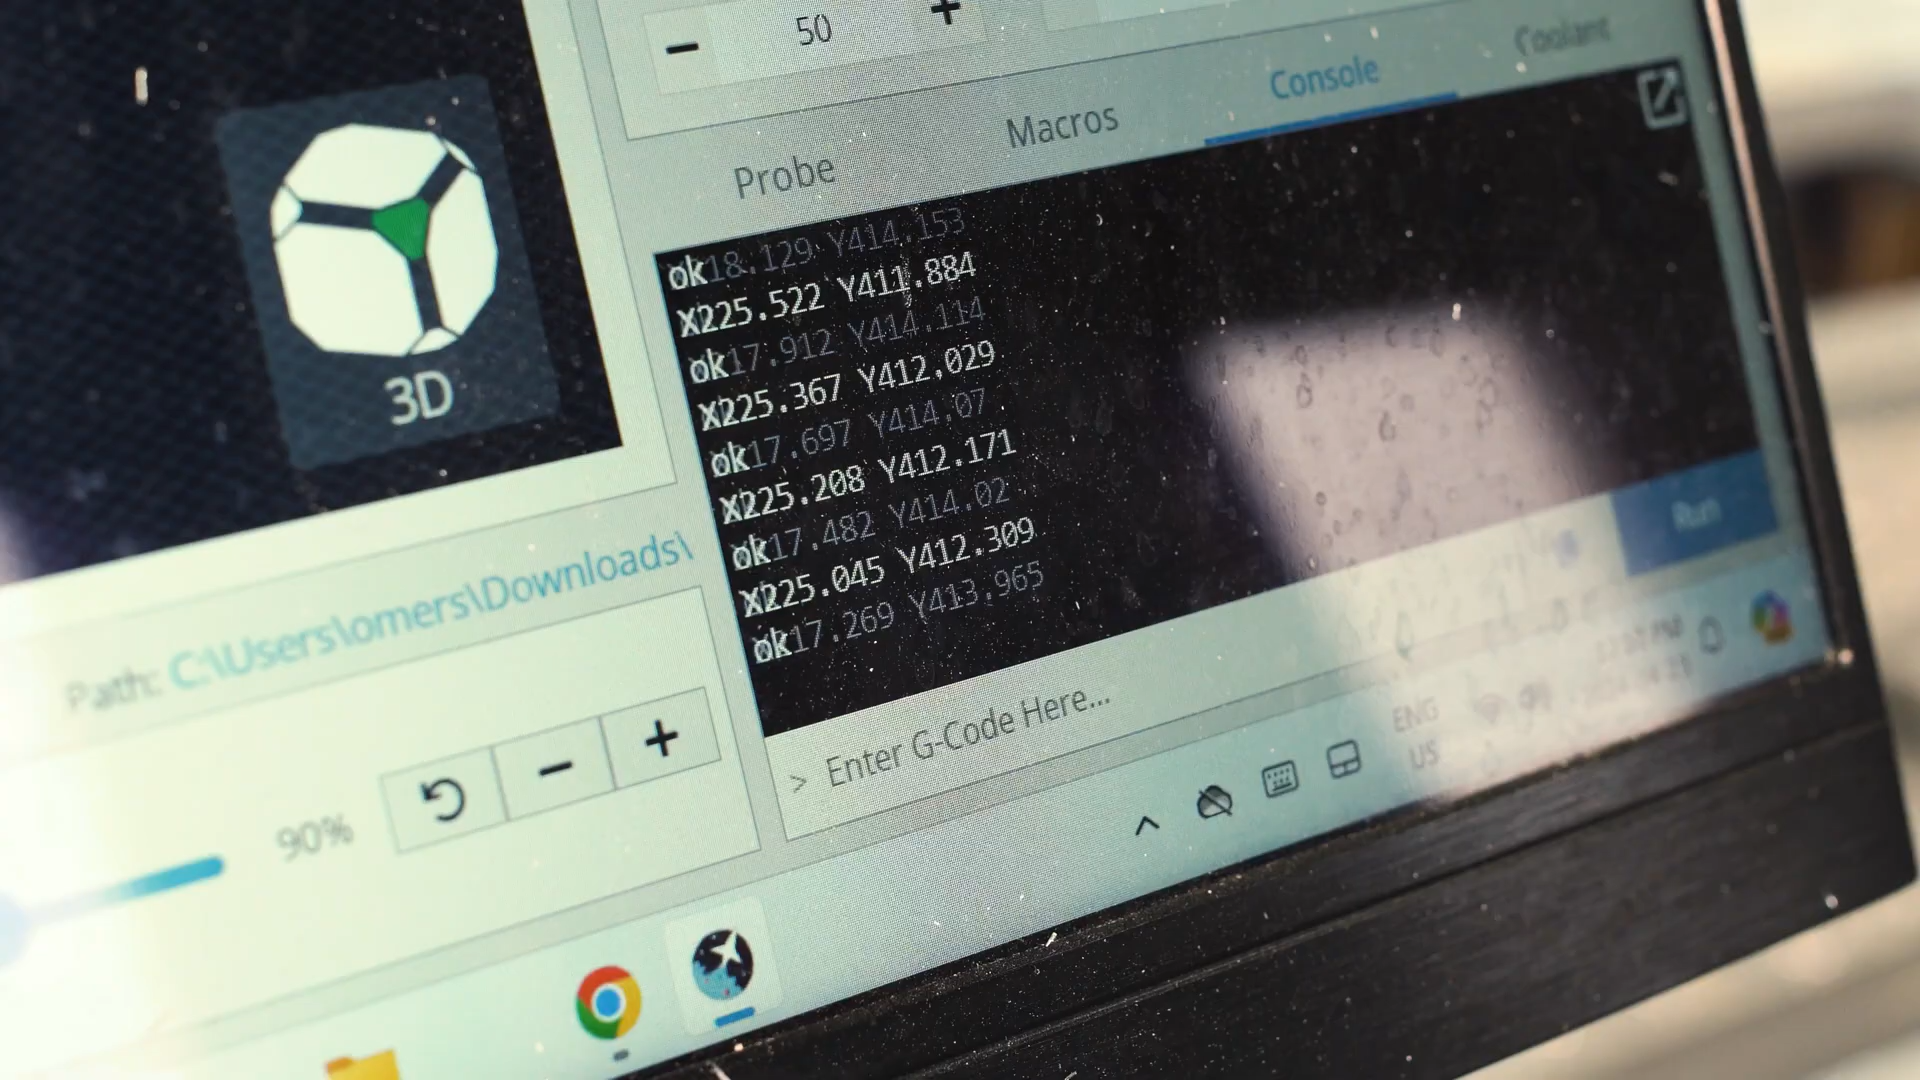 50
Coolant
Console
Macros
Probe
3D
ok18.129 Y414.153
X225.522 Y411.884
ok17.912 Y414.114
X225.367 Y412.029
ok17.697 Y414.07
X225.208 Y412.171
ok17.482 Y414.02
X225.045 Y412.309
ok17.269 Y413.965
Run
Path: C:\Users\omers\Downloads\
> Enter G-Code Here...
90%
ENG
US